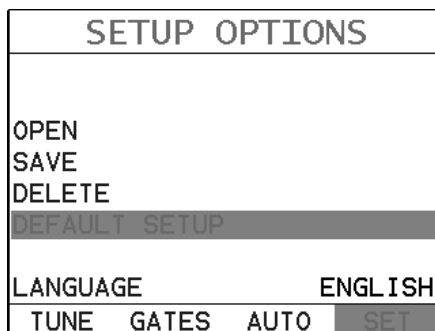 SETUP OPTIONS
OPEN
SAVE
DELETE
DEFAULT SETUP
LANGUAGE ENGLISH
TUNE GATES AUTO SET